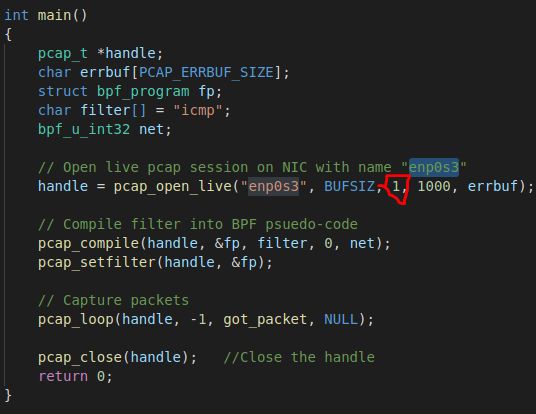 int main()
{
    pcap_t *handle;
    char errbuf[PCAP_ERRBUF_SIZE];
    struct bpf_program fp;
    char filter[] = "icmp";
    bpf_u_int32 net;

    // Open live pcap session on NIC with name "enp0s3"
    handle = pcap_open_live("enp0s3", BUFSIZ, 1, 1000, errbuf);

    // Compile filter into BPF psuedo-code
    pcap_compile(handle, &fp, filter, 0, net);
    pcap_setfilter(handle, &fp);

    // Capture packets
    pcap_loop(handle, -1, got_packet, NULL);

    pcap_close(handle);   //Close the handle
    return 0;
}